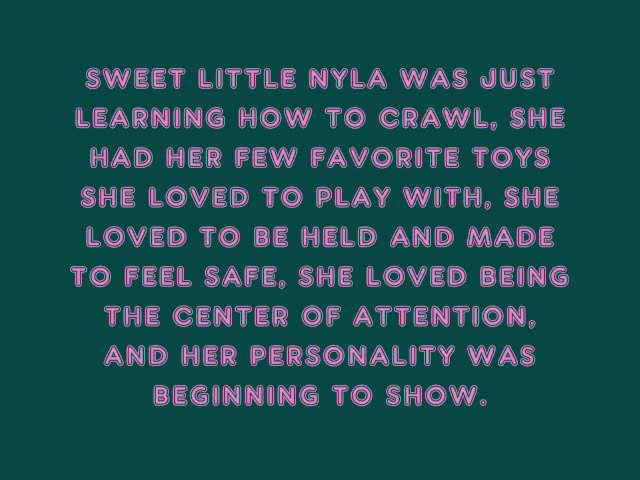 SWEET LITTLE NYLA WAS JUST
LEARNING HOW TO CRAWL, SHE
HAD HER FEW FAVORITE TOYS
SHE LOVED TO PLAY WITH, SHE
LOVED TO BE HELD AND MADE
TO FEEL SAFE, SHE LOVED BEING
THE CENTER OF ATTENTION,
AND HER PERSONALITY WAS
BEGINNING TO SHOW.